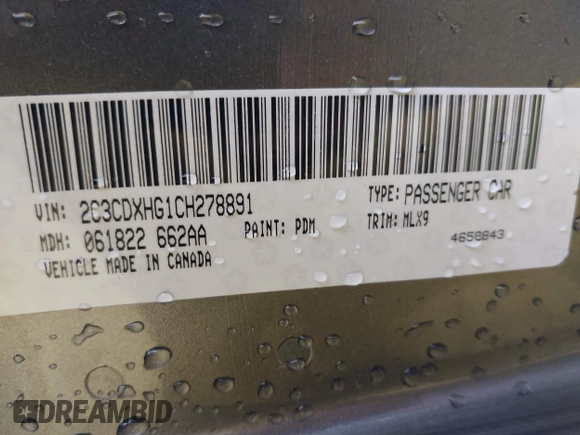 VIN: 2C3CDXHG1CH278891 TYPE: PASSENGER CAR
MDH: 061822 662AA PAINT: PDM TRIM: MLX9
VEHICLE MADE IN CANADA 4658843
DREAMBID